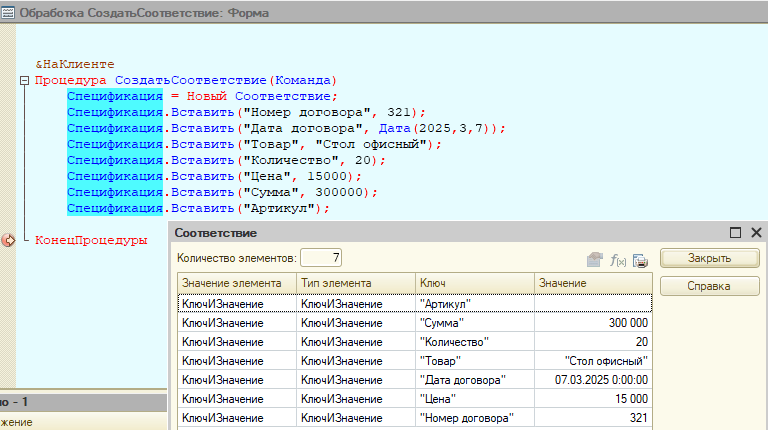 Обработка СоздатьСоответствие: Форма
&НаКлиенте
Процедура СоздатьСоответствие(Команда)
Спецификация = Новый Соответствие;
Спецификация.Вставить("Номер договора", 321);
Спецификация.Вставить("Дата договора", Дата(2025,3,7));
Спецификация.Вставить("Товар", "Стол офисный");
Спецификация.Вставить("Количество", 20);
Спецификация.Вставить("Цена", 15000);
Спецификация.Вставить("Сумма", 300000);
Спецификация.Вставить("Артикул");
КонецПроцедуры
Соответствие
Количество элементов: 7 f(x) Закрыть
Справка
Значение элемента Тип элемента Ключ Значение
КлючИЗначение КлючИЗначение "Артикул"
КлючИЗначение КлючИЗначение "Сумма" 300 000
КлючИЗначение КлючИЗначение "Количество" 20
КлючИЗначение КлючИЗначение "Товар" "Стол офисный"
КлючИЗначение КлючИЗначение "Дата договора" 07.03.2025 0:00:00
КлючИЗначение КлючИЗначение "Цена" 15 000
КлючИЗначение КлючИЗначение "Номер договора" 321
о - 1
жение